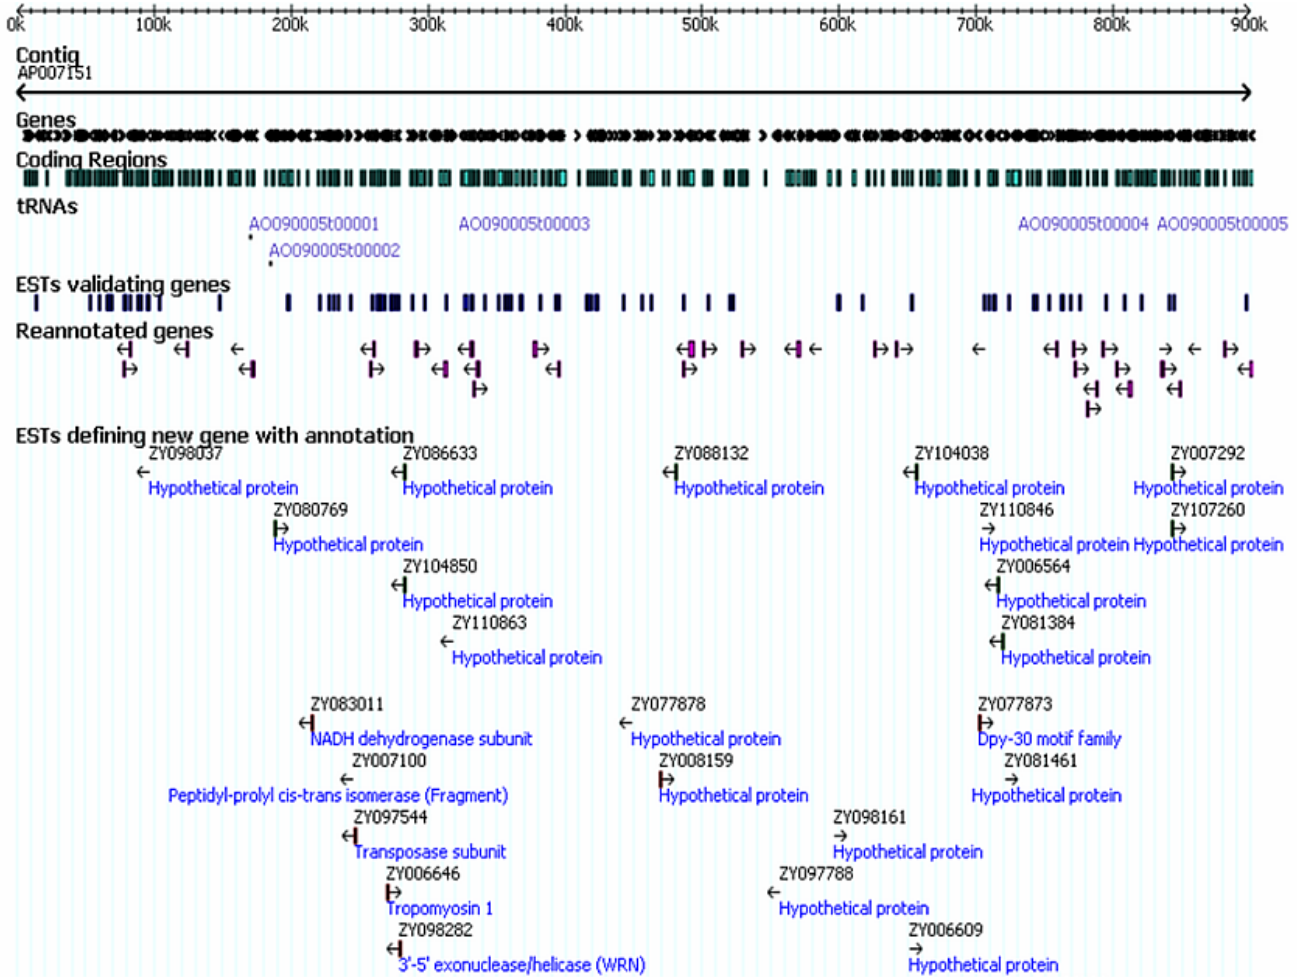 0k 100k 200k 300k 400k 500k 600k 700k 800k 900k
Contig
AP007151
Genes
Coding Regions
tRNAs
AO090005t00001 AO090005t00003 AO090005t00004 AO090005t00005
AO090005t00002
ESTs validating genes
Reannotated genes
ESTs defining new gene with annotation
ZY098037 ZY086633 ZY088132 ZY104038 ZY007292
Hypothetical protein Hypothetical protein Hypothetical protein Hypothetical protein Hypothetical protein
ZY080769 ZY110846 ZY107260
Hypothetical protein Hypothetical protein Hypothetical protein
ZY104850 ZY006564
Hypothetical protein Hypothetical protein
ZY110863 ZY081384
Hypothetical protein Hypothetical protein
ZY083011 ZY077878 ZY077873
NADH dehydrogenase subunit Hypothetical protein Dpy-30 motif family
ZY007100 ZY008159 ZY081461
Peptidyl-prolyl cis-trans isomerase (Fragment) Hypothetical protein Hypothetical protein
ZY097544 ZY098161
Transposase subunit Hypothetical protein
ZY006646 ZY097788
Tropomyosin 1 Hypothetical protein
ZY098282 ZY006609
3'-5' exonuclease/helicase (WRN) Hypothetical protein